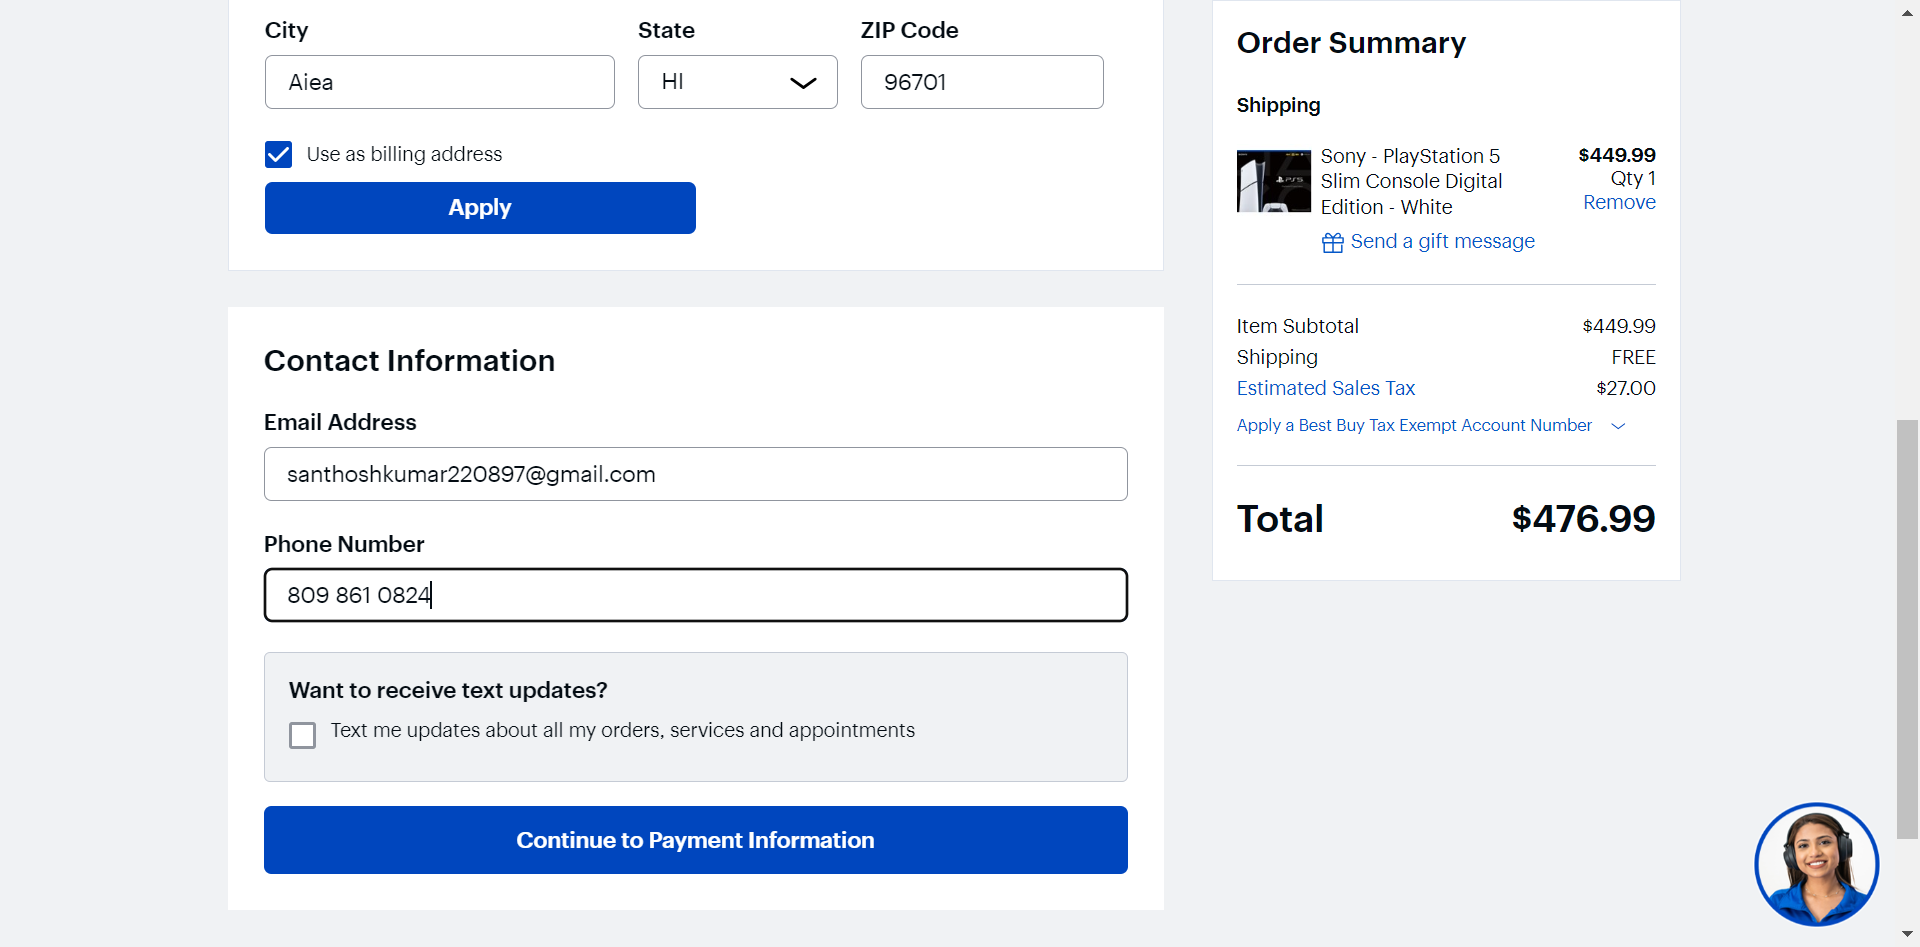 City
State
ZIP Code
Aiea
HI
96701
Use as billing address
Apply
Contact Information
Email Address
santhoshkumar220897@gmail.com
Phone Number
809 861 0824
Want to receive text updates?
Text me updates about all my orders, services and appointments
Continue to Payment Information
Order Summary
Shipping
Sony - PlayStation 5
Slim Console Digital
Edition - White
$449.99
Qty 1
Remove
PS5
Send a gift message
Item Subtotal $449.99
Shipping FREE
Estimated Sales Tax $27.00
Apply a Best Buy Tax Exempt Account Number
Total $476.99